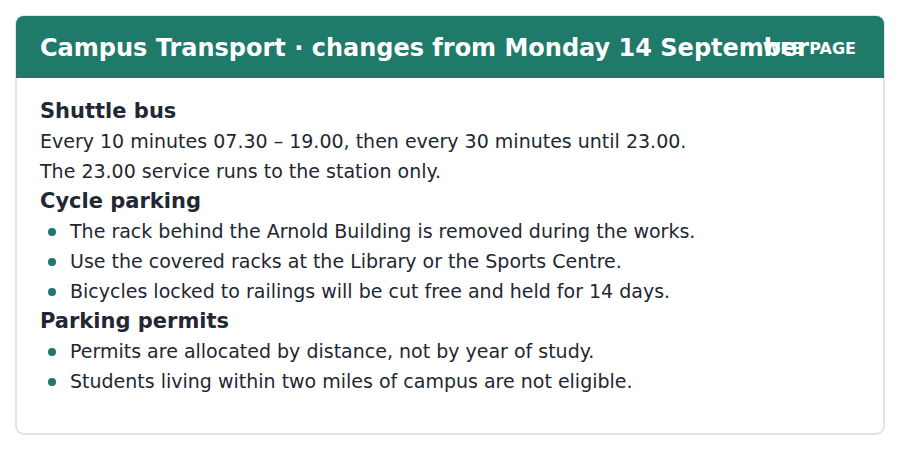 Campus Transport · changes from Monday 14 September
WEB PAGE
Shuttle bus
Every 10 minutes 07.30 – 19.00, then every 30 minutes until 23.00.
The 23.00 service runs to the station only.
Cycle parking
The rack behind the Arnold Building is removed during the works.
Use the covered racks at the Library or the Sports Centre.
Bicycles locked to railings will be cut free and held for 14 days.
Parking permits
Permits are allocated by distance, not by year of study.
Students living within two miles of campus are not eligible.